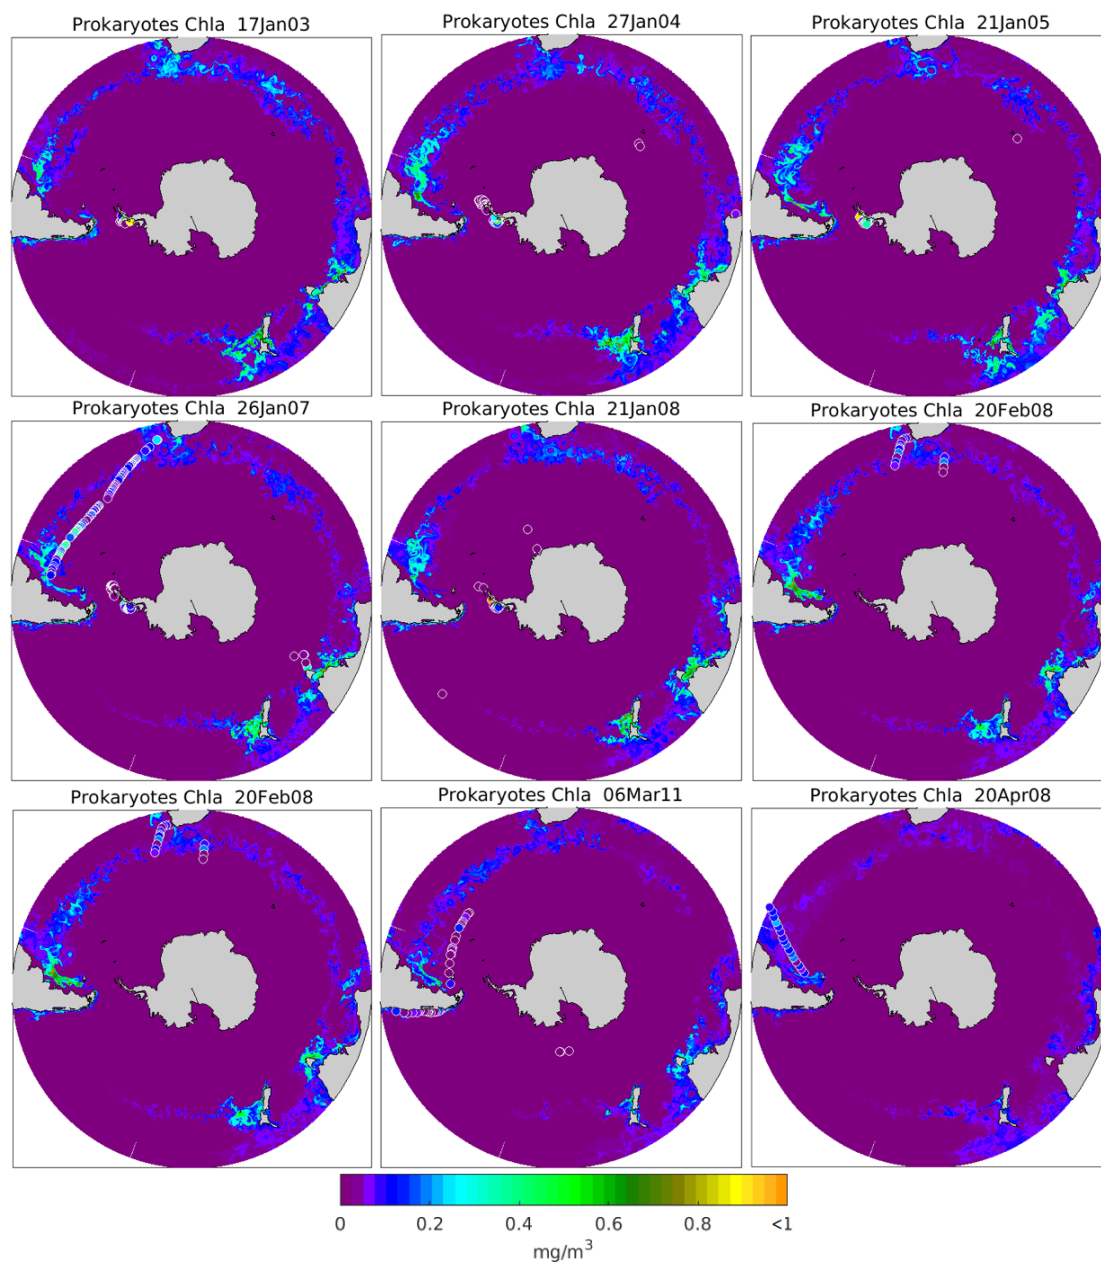 Prokaryotes Chla 17Jan03
Prokaryotes Chla 27Jan04
Prokaryotes Chla 21Jan05
Prokaryotes Chla 26Jan07
Prokaryotes Chla 21Jan08
Prokaryotes Chla 20Feb08
Prokaryotes Chla 20Feb08
Prokaryotes Chla 06Mar11
Prokaryotes Chla 20Apr08
0 0.2 0.4 0.6 0.8 <1
mg/m³